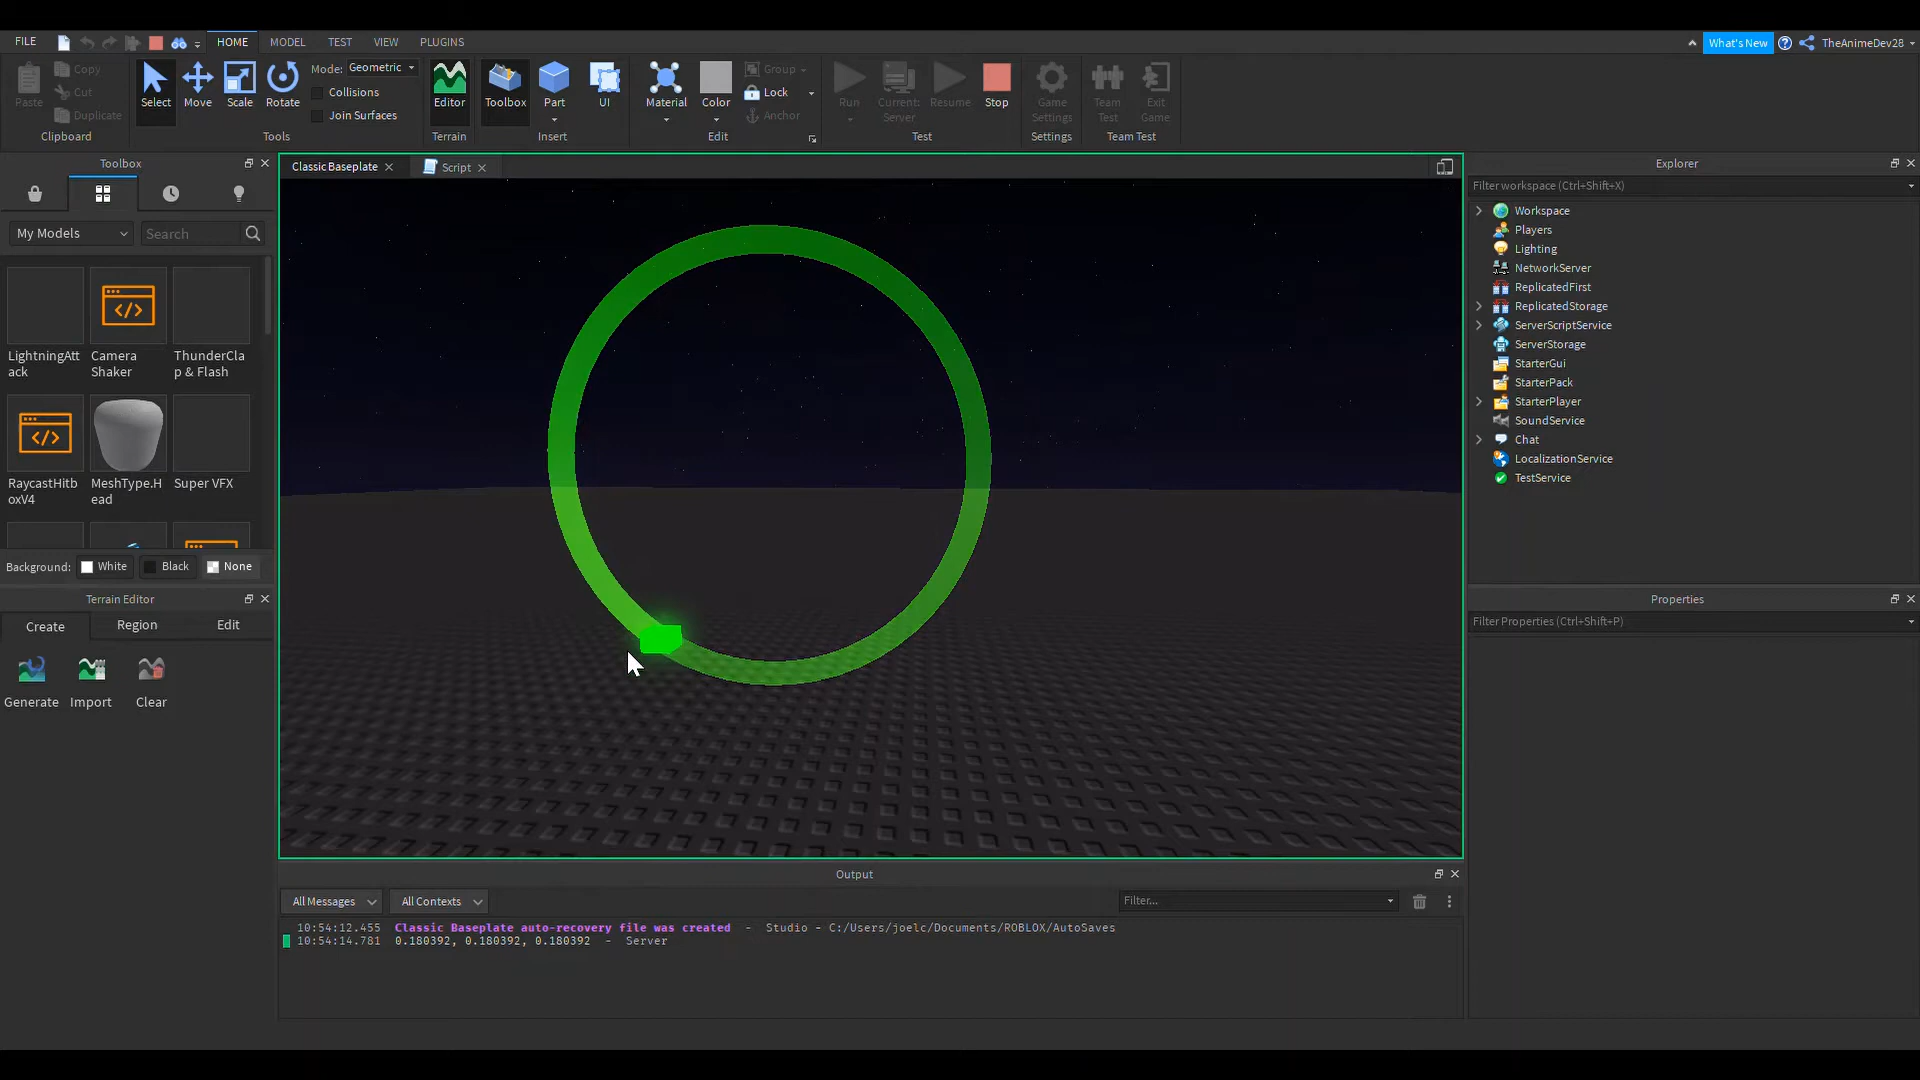 FILE
HOME
MODEL
TEST
VIEW
PLUGINS
What's New
TheAnimeDev28
Paste
Copy
Cut
Duplicate
Clipboard
Select
Move
Scale
Rotate
Mode: Geometric
Collisions
Join Surfaces
Tools
Editor
Terrain
Toolbox
Part
UI
Insert
Material
Color
Group
Lock
Anchor
Edit
Run
Current: Server
Resume
Stop
Test
Game Settings
Settings
Team Test
Exit Game
Team Test
Toolbox
My Models
Search
LightningAtt
ack
Camera
Shaker
ThunderCla
p & Flash
RaycastHitb
oxV4
MeshType.H
ead
Super VFX
Background:
White
Black
None
Terrain Editor
Create
Region
Edit
Generate
Import
Clear
Classic Baseplate
Script
Output
All Messages
All Contexts
Filter...
10:54:12.455 Classic Baseplate auto-recovery file was created - Studio - C:/Users/joelc/Documents/ROBLOX/AutoSaves
10:54:14.781 0.180392, 0.180392, 0.180392 - Server
Explorer
Filter workspace (Ctrl+Shift+X)
Workspace
Players
Lighting
NetworkServer
ReplicatedFirst
ReplicatedStorage
ServerScriptService
ServerStorage
StarterGui
StarterPack
StarterPlayer
SoundService
Chat
LocalizationService
TestService
Properties
Filter Properties (Ctrl+Shift+P)